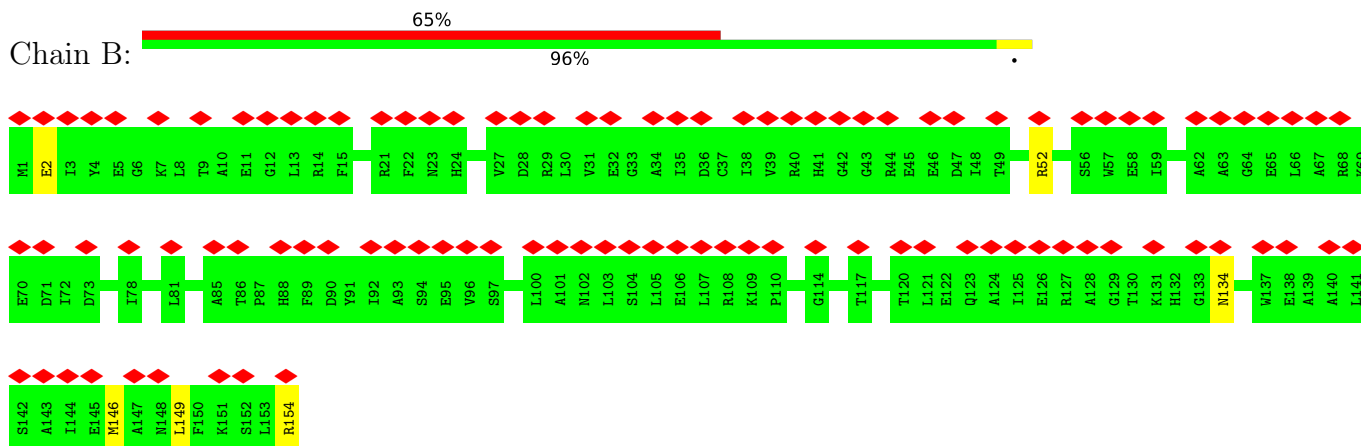 65%
Chain B:
96%
.
M1 E2 I3 Y4 E5 G6 K7 L8 T9 A10 E11 G12 L13 R14 F15 R21 F22 N23 H24 V27 D28 R29 L30 V31 E32 G33 A34 I35 D36 C37 I38 V39 R40 H41 G42 G43 R44 E45 E46 D47 I48 T49 R52 S56 W57 E58 I59 A62 A63 G64 E65 L66 A67 R68 K69
E70 D71 I72 D73 I78 L81 A85 T86 P87 H88 F89 D90 Y91 I92 A93 S94 E95 V96 S97 L100 A101 N102 L103 S104 L105 E106 L107 R108 K109 P110 G114 T117 T120 L121 E122 Q123 A124 I125 E126 R127 A128 G129 T130 K131 H132 G133 N134 W137 E138 A139 A140 L141
S142 A143 I144 E145 M146 A147 N148 L149 F150 K151 S152 L153 R154